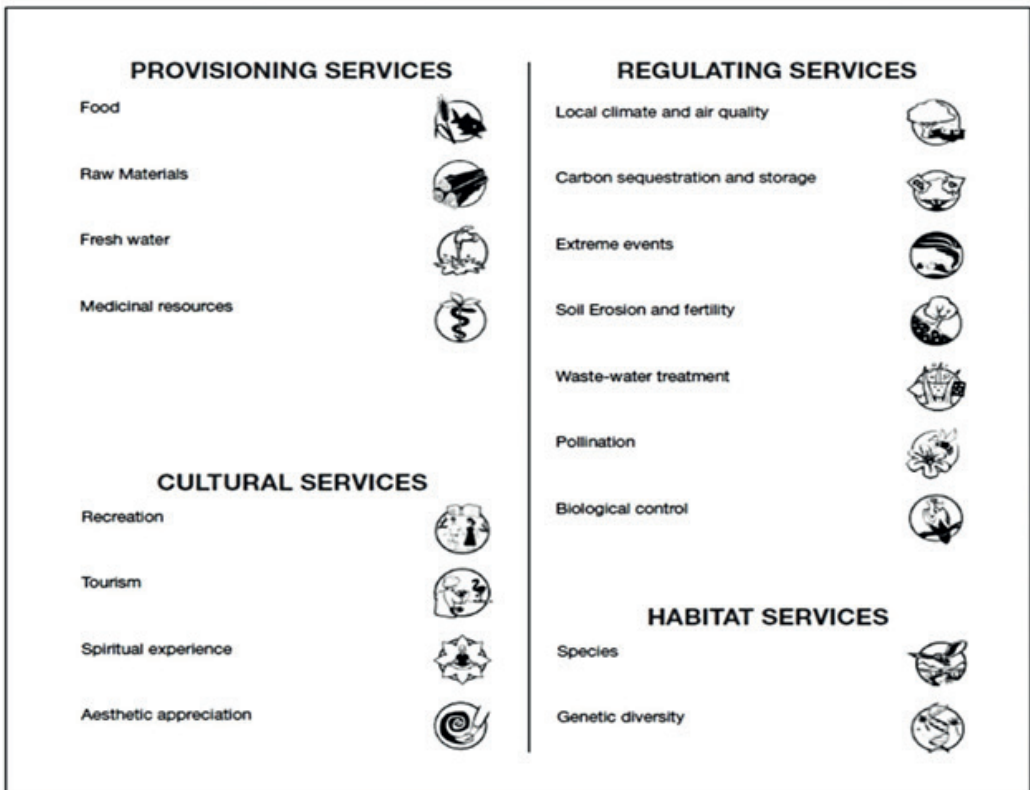 PROVISIONING SERVICES
Food
Raw Materials
Fresh water
Medicinal resources
CULTURAL SERVICES
Recreation
Tourism
Spiritual experience
Aesthetic appreciation
REGULATING SERVICES
Local climate and air quality
Carbon sequestration and storage
Extreme events
Soil Erosion and fertility
Waste-water treatment
Pollination
Biological control
HABITAT SERVICES
Species
Genetic diversity